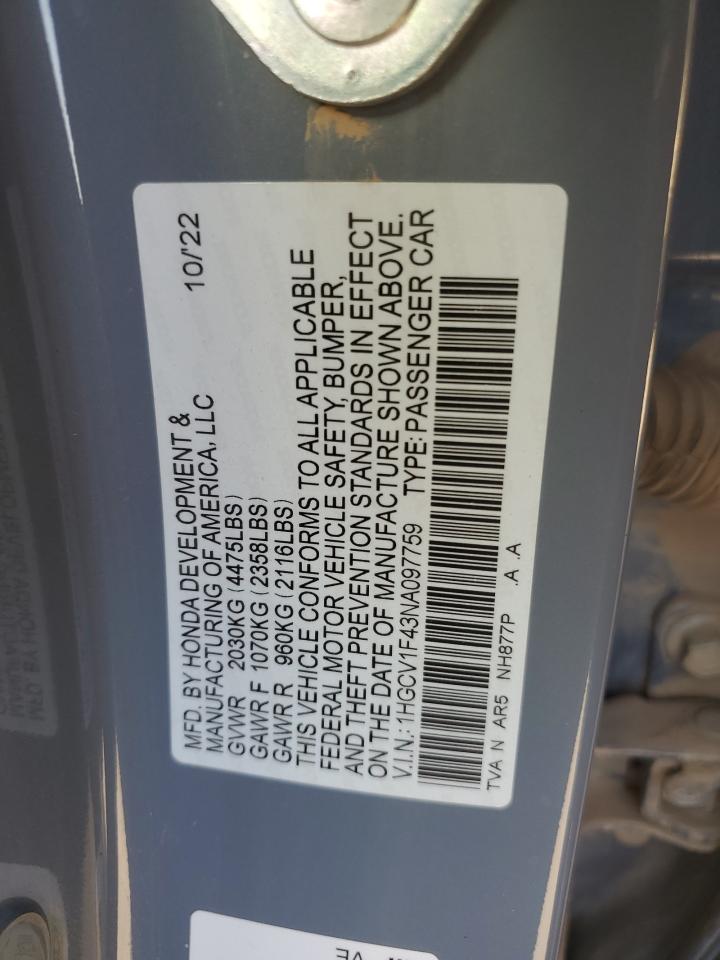 MFD. BY HONDA DEVELOPMENT &
MANUFACTURING OF AMERICA, LLC 10/'22
GVWR 2030KG (4475LBS)
GAWR F 1070KG (2358LBS)
GAWR R 960KG (2116LBS)
THIS VEHICLE CONFORMS TO ALL APPLICABLE
FEDERAL MOTOR VEHICLE SAFETY, BUMPER,
AND THEFT PREVENTION STANDARDS IN EFFECT
ON THE DATE OF MANUFACTURE SHOWN ABOVE.
V.I.N.: 1HGCV1F43NA097759 TYPE: PASSENGER CAR
TVA N AR5 NH877P .A .A
VE